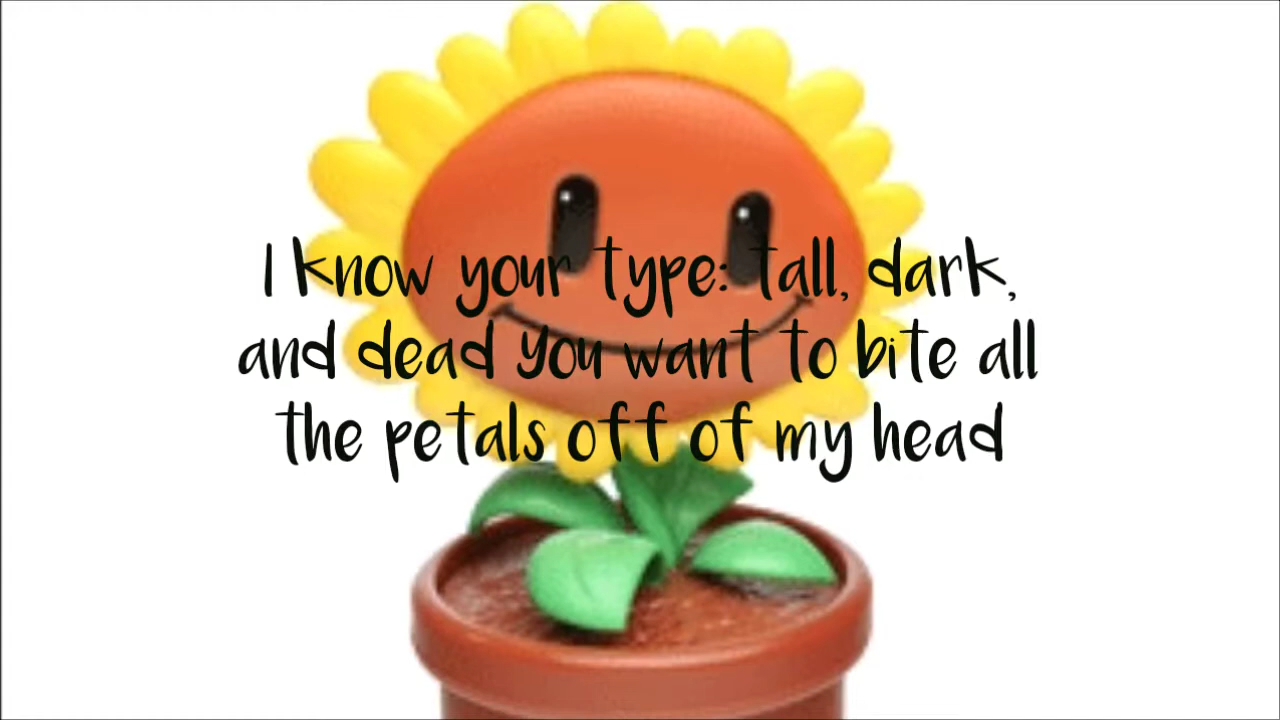 I know your type: tall, dark,
and dead you want to bite all
the petals off of my head